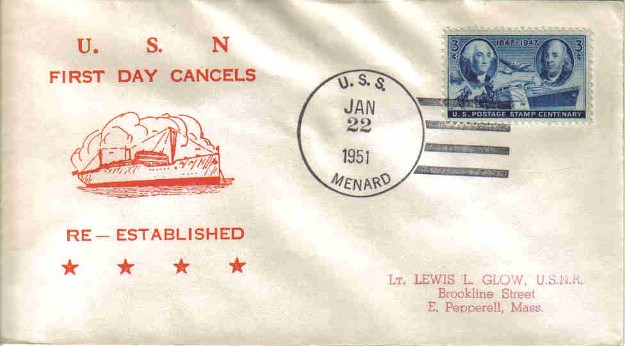 U. S. N
FIRST DAY CANCELS
RE—ESTABLISHED
U.S.S.
JAN
22
1951
MENARD
3¢ 1847-1947 3¢
U.S. POSTAGE STAMP CENTENARY
LT. LEWIS L. GLOW, U.S.N.R.
Brookline Street
E. Pepperell, Mass.